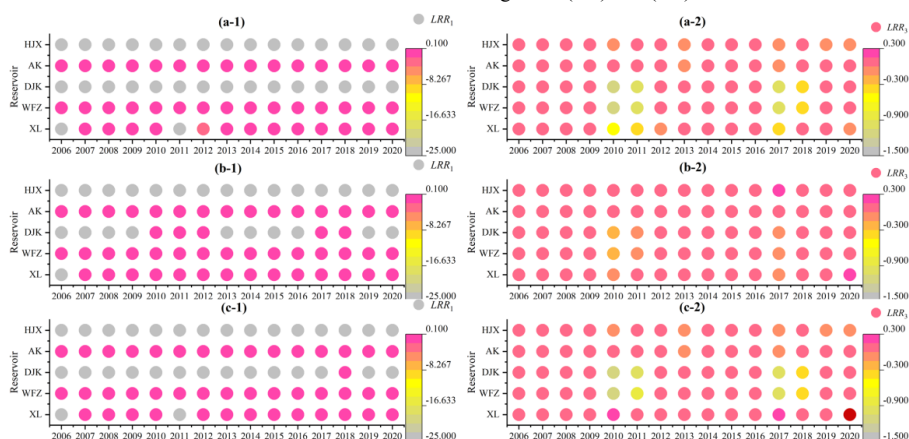 (a-1)
LRR₁
0.100
-8.267
-16.633
-25.000
Reservoir
HJX
AK
DJK
WFZ
XL
2006 2007 2008 2009 2010 2011 2012 2013 2014 2015 2016 2017 2018 2019 2020
(a-2)
LRR₃
0.300
-0.300
-0.900
-1.500
Reservoir
HJX
AK
DJK
WFZ
XL
2006 2007 2008 2009 2010 2011 2012 2013 2014 2015 2016 2017 2018 2019 2020
(b-1)
LRR₁
0.100
-8.267
-16.633
-25.000
Reservoir
HJX
AK
DJK
WFZ
XL
2006 2007 2008 2009 2010 2011 2012 2013 2014 2015 2016 2017 2018 2019 2020
(b-2)
LRR₃
0.300
-0.300
-0.900
-1.500
Reservoir
HJX
AK
DJK
WFZ
XL
2006 2007 2008 2009 2010 2011 2012 2013 2014 2015 2016 2017 2018 2019 2020
(c-1)
LRR₁
0.100
-8.267
-16.633
-25.000
Reservoir
HJX
AK
DJK
WFZ
XL
2006 2007 2008 2009 2010 2011 2012 2013 2014 2015 2016 2017 2018 2019 2020
(c-2)
LRR₃
0.300
-0.300
-0.900
-1.500
Reservoir
HJX
AK
DJK
WFZ
XL
2006 2007 2008 2009 2010 2011 2012 2013 2014 2015 2016 2017 2018 2019 2020